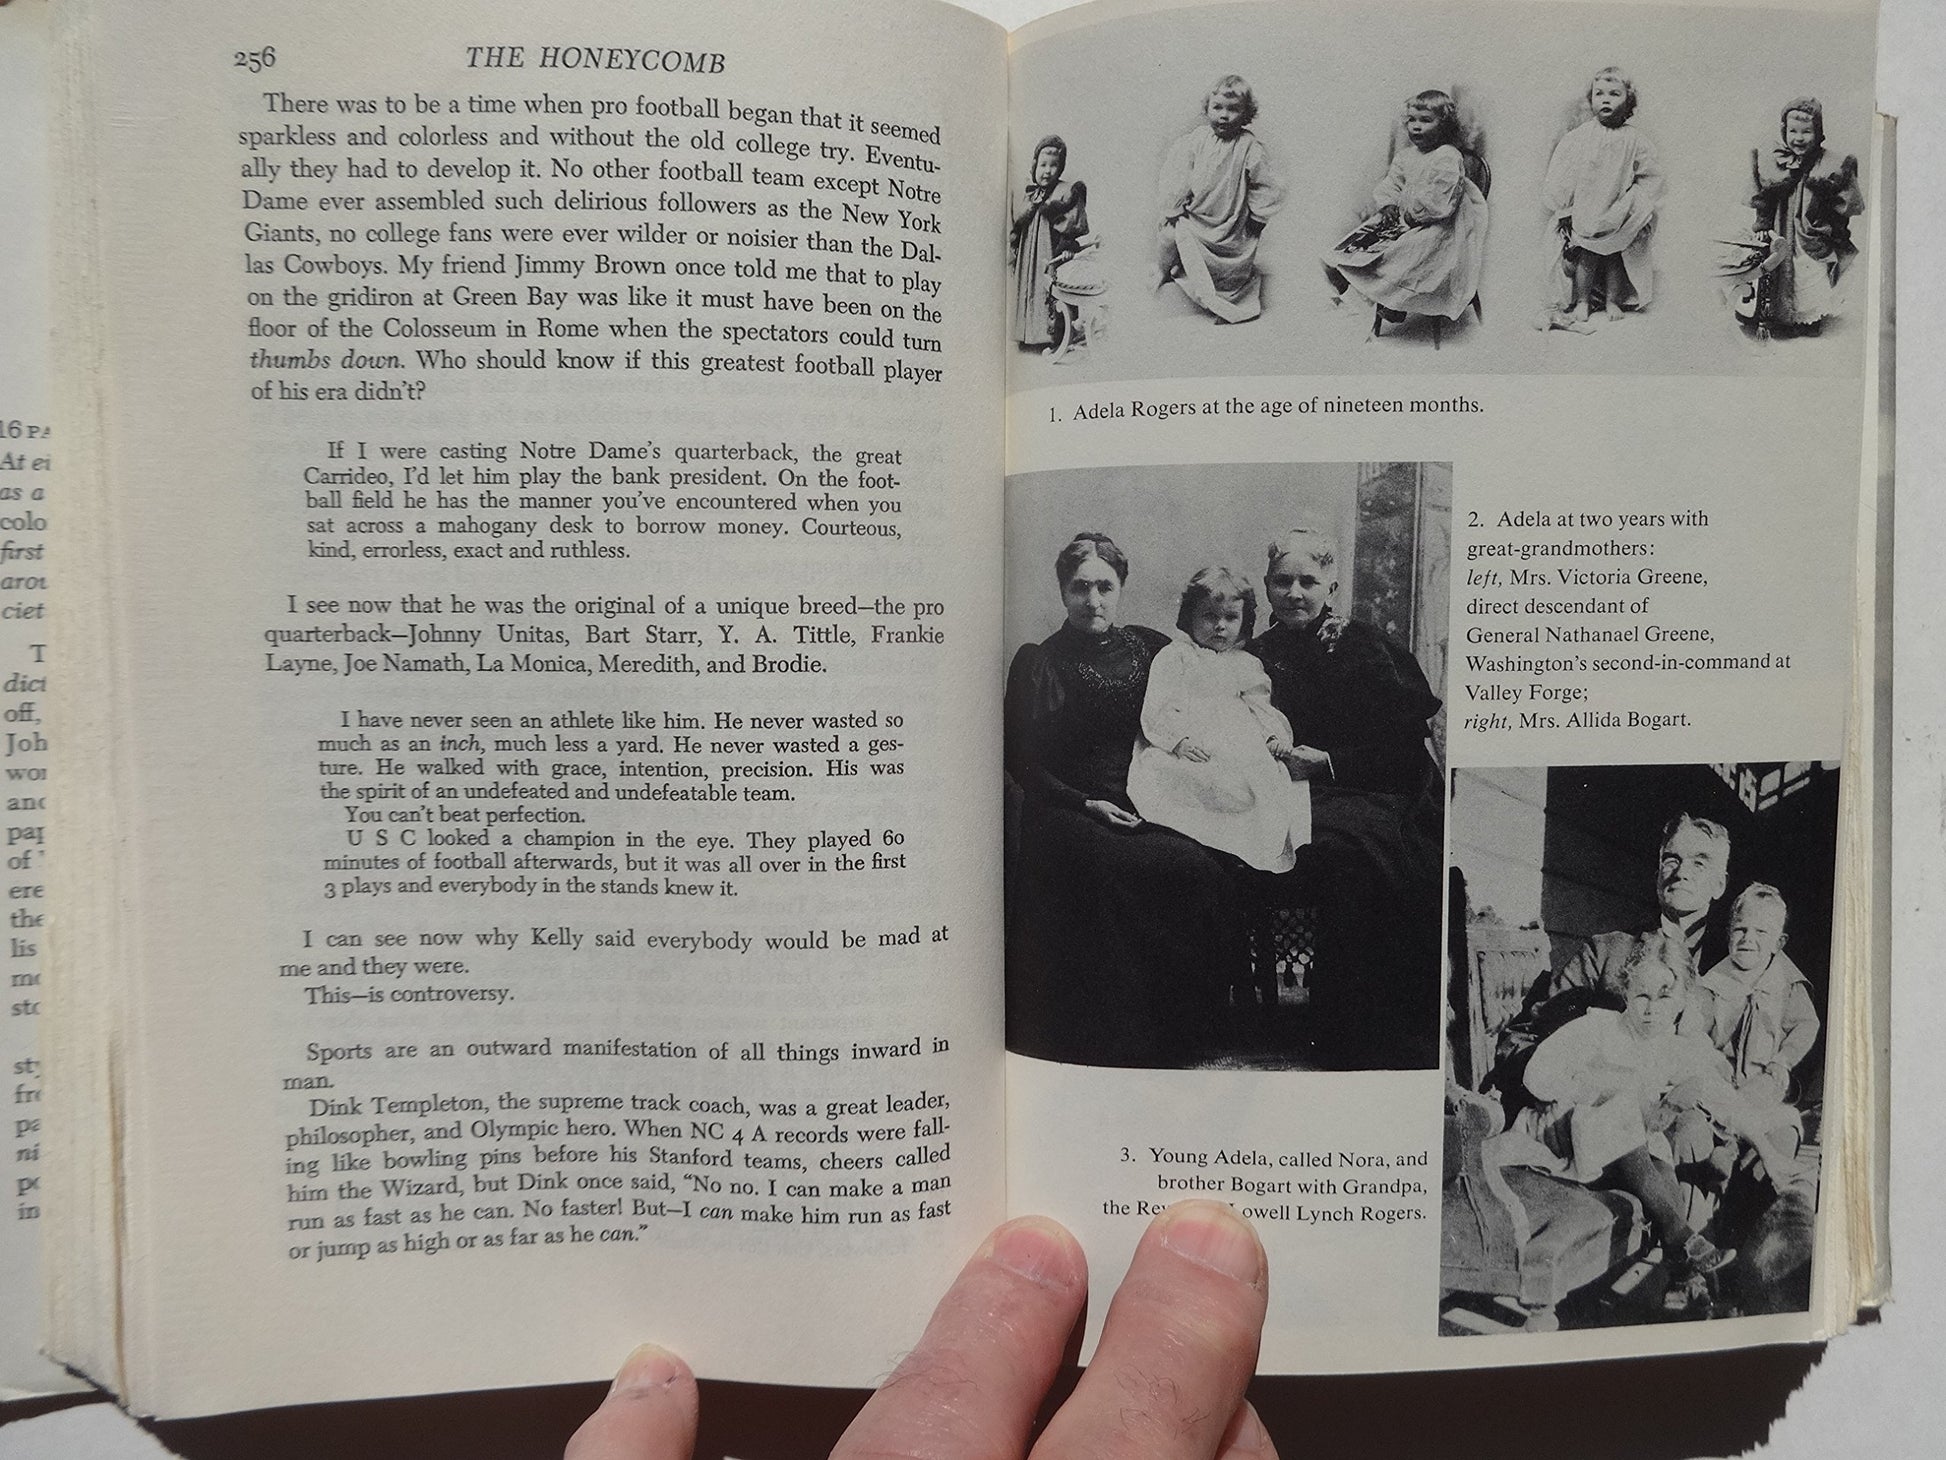 256
THE HONEYCOMB
There was to be a time when pro football began that it seemed
sparkless and colorless and without the old college try. Eventu-
ally they had to develop it. No other football team except Notre
Dame ever assembled such delirious followers as the New York
Giants, no college fans were ever wilder or noisier than the Dal-
las Cowboys. My friend Jimmy Brown once told me that to play
on the gridiron at Green Bay was like it must have been on the
floor of the Colosseum in Rome when the spectators could turn
thumbs down. Who should know if this greatest football player
of his era didn't?
If I were casting Notre Dame's quarterback, the great
Carrideo, I'd let him play the bank president. On the foot-
ball field he has the manner you've encountered when you
sat across a mahogany desk to borrow money. Courteous,
kind, errorless, exact and ruthless.
I see now that he was the original of a unique breed—the pro
quarterback—Johnny Unitas, Bart Starr, Y. A. Tittle, Frankie
Layne, Joe Namath, La Monica, Meredith, and Brodie.
I have never seen an athlete like him. He never wasted so
much as an inch, much less a yard. He never wasted a ges-
ture. He walked with grace, intention, precision. His was
the spirit of an undefeated and undefeatable team.
You can't beat perfection.
U S C looked a champion in the eye. They played 60
minutes of football afterwards, but it was all over in the first
3 plays and everybody in the stands knew it.
I can see now why Kelly said everybody would be mad at
me and they were.
This—is controversy.
Sports are an outward manifestation of all things inward in
man.
Dink Templeton, the supreme track coach, was a great leader,
philosopher, and Olympic hero. When NC 4 A records were fall-
ing like bowling pins before his Stanford teams, cheers called
him the Wizard, but Dink once said, "No no. I can make a man
run as fast as he can. No faster! But—I can make him run as fast
or jump as high or as far as he can."
1. Adela Rogers at the age of nineteen months.
2. Adela at two years with
great-grandmothers:
left, Mrs. Victoria Greene,
direct descendant of
General Nathanael Greene,
Washington's second-in-command at
Valley Forge;
right, Mrs. Allida Bogart.
3. Young Adela, called Nora, and
brother Bogart with Grandpa,
the Lynch Rogers.